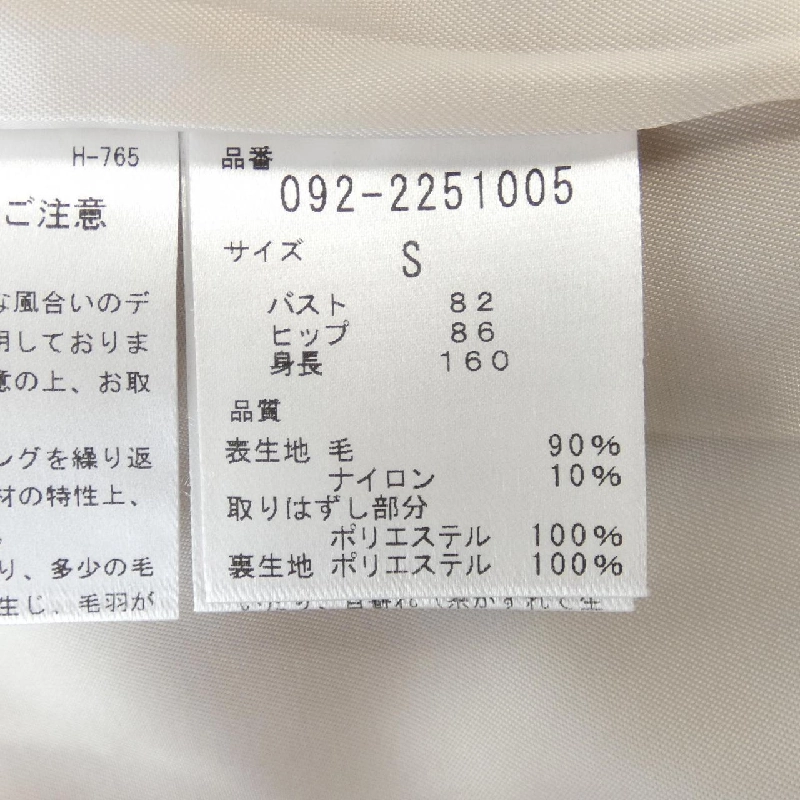 H-765
ご注意
な風合いのデ
明しておりま
意の上、お取
ングを繰り返
材の特性上、
り、多少の毛
生じ、毛羽が
品番
092-2251005
サイズ S
バスト 82
ヒップ 86
身長 160
品質
表生地 毛 90%
ナイロン 10%
取りはずし部分
ポリエステル 100%
裏生地 ポリエステル 100%